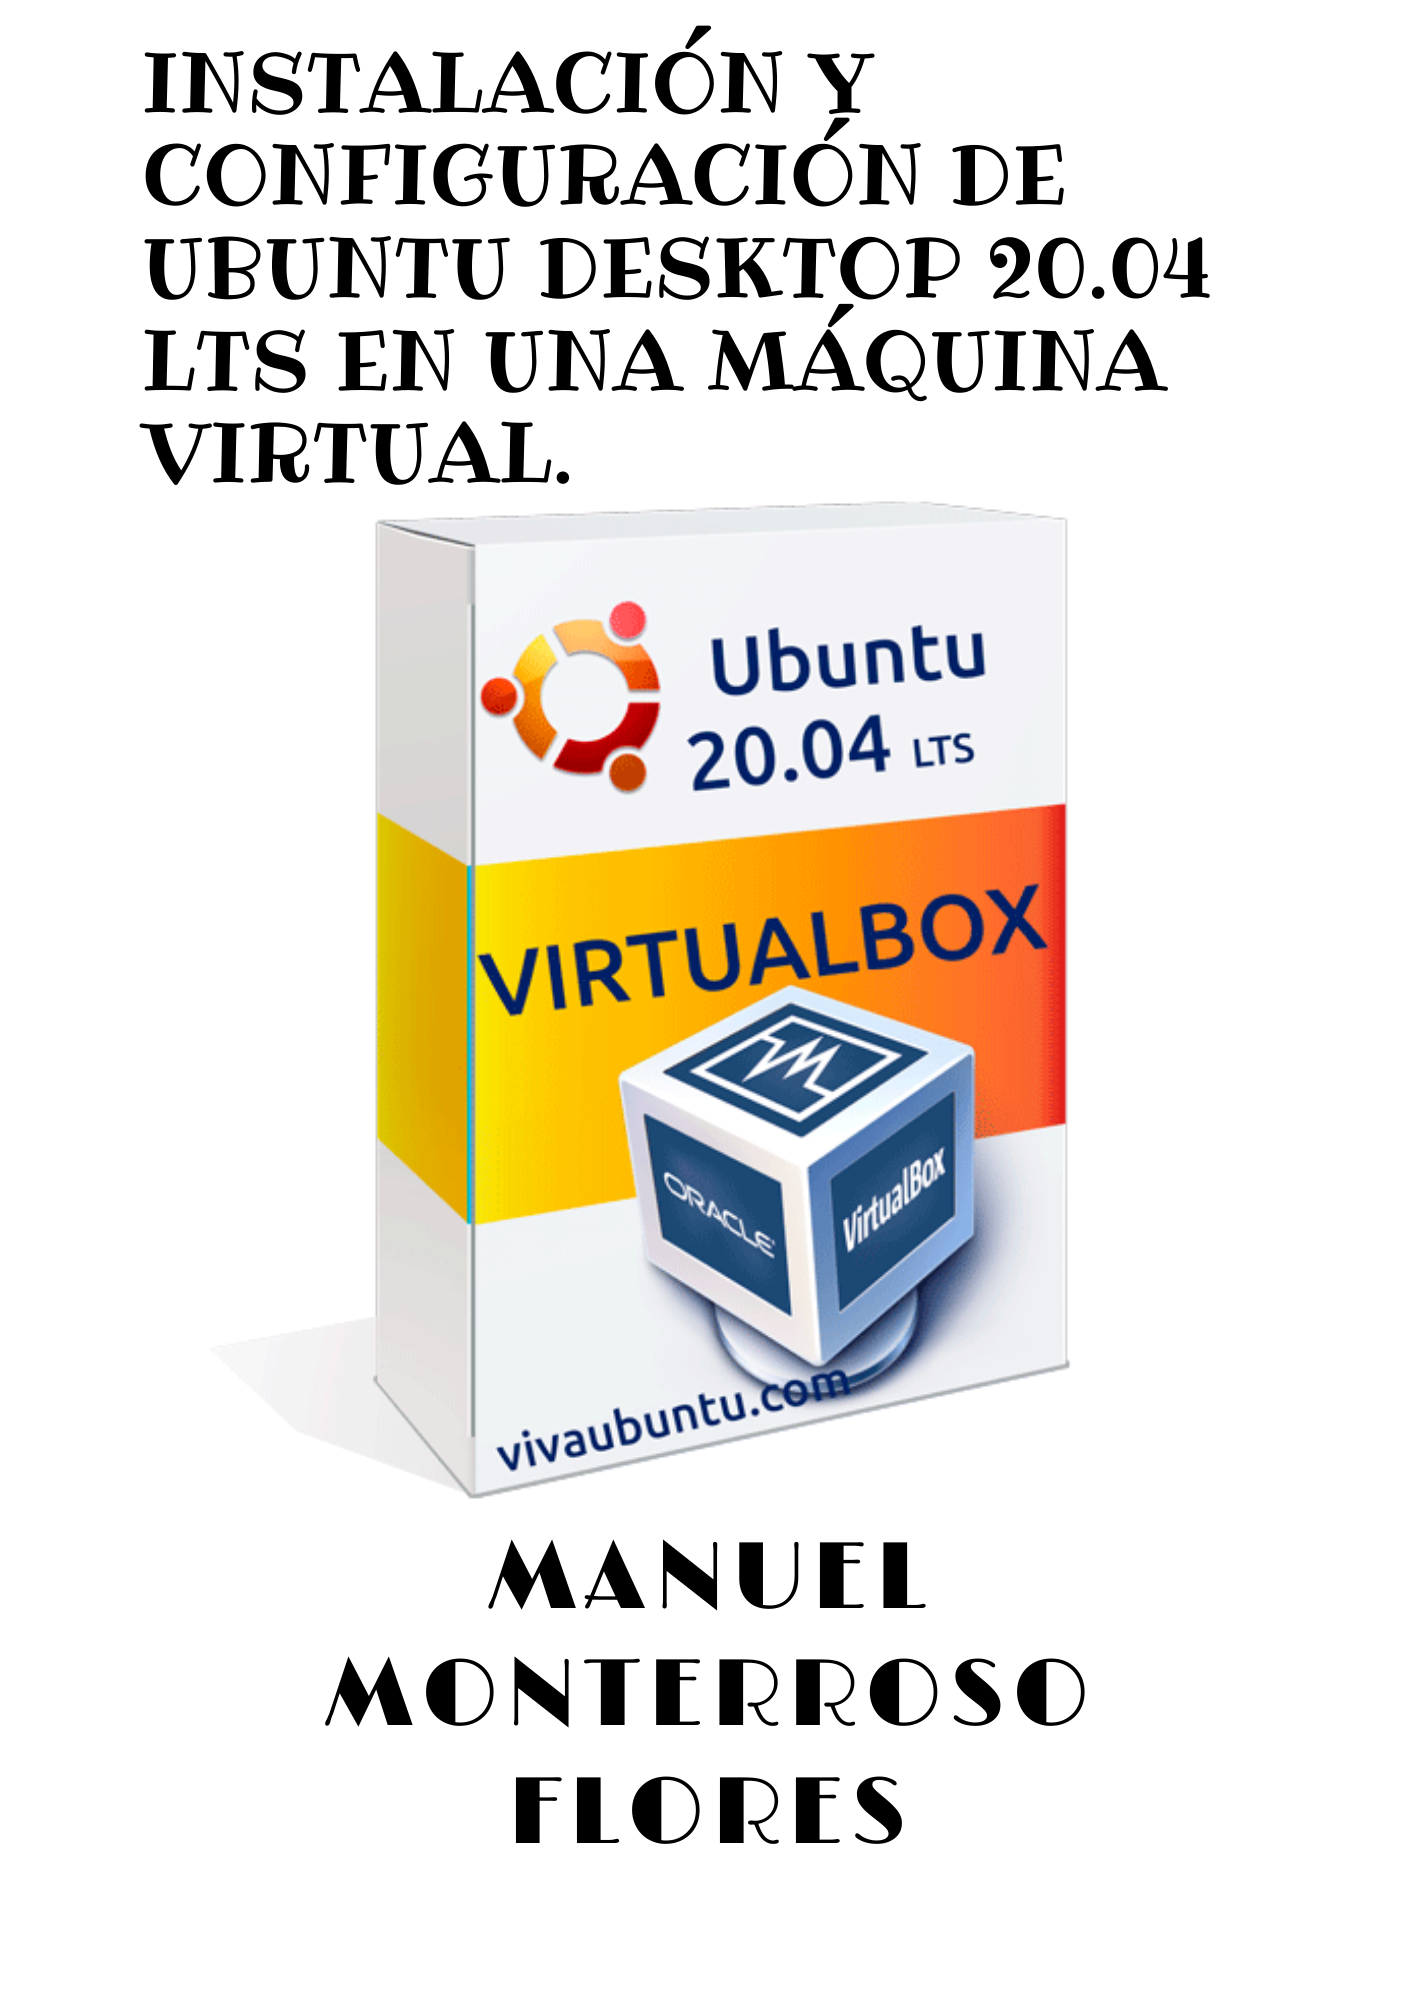 INSTALACIÓN Y
CONFIGURACIÓN DE
UBUNTU DESKTOP 20.04
LTS EN UNA MÁQUINA
VIRTUAL.
Ubuntu
20.04 LTS
VIRTUALBOX
ORACLE
VirtualBox
vivaubuntu.com
MANUEL
MONTERROSO
FLORES